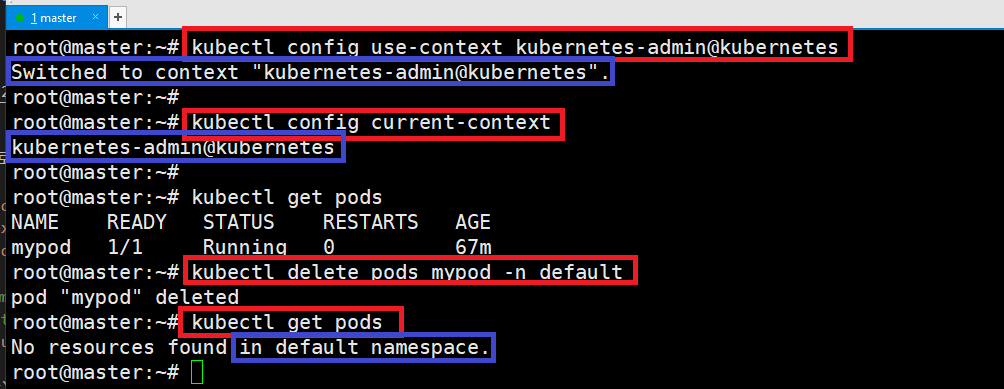 1 master
root@master:~# kubectl config use-context kubernetes-admin@kubernetes
Switched to context "kubernetes-admin@kubernetes".
root@master:~#
root@master:~# kubectl config current-context
kubernetes-admin@kubernetes
root@master:~#
root@master:~# kubectl get pods
NAME READY STATUS RESTARTS AGE
mypod 1/1 Running 0 67m
root@master:~# kubectl delete pods mypod -n default
pod "mypod" deleted
root@master:~# kubectl get pods
No resources found in default namespace.
root@master:~#